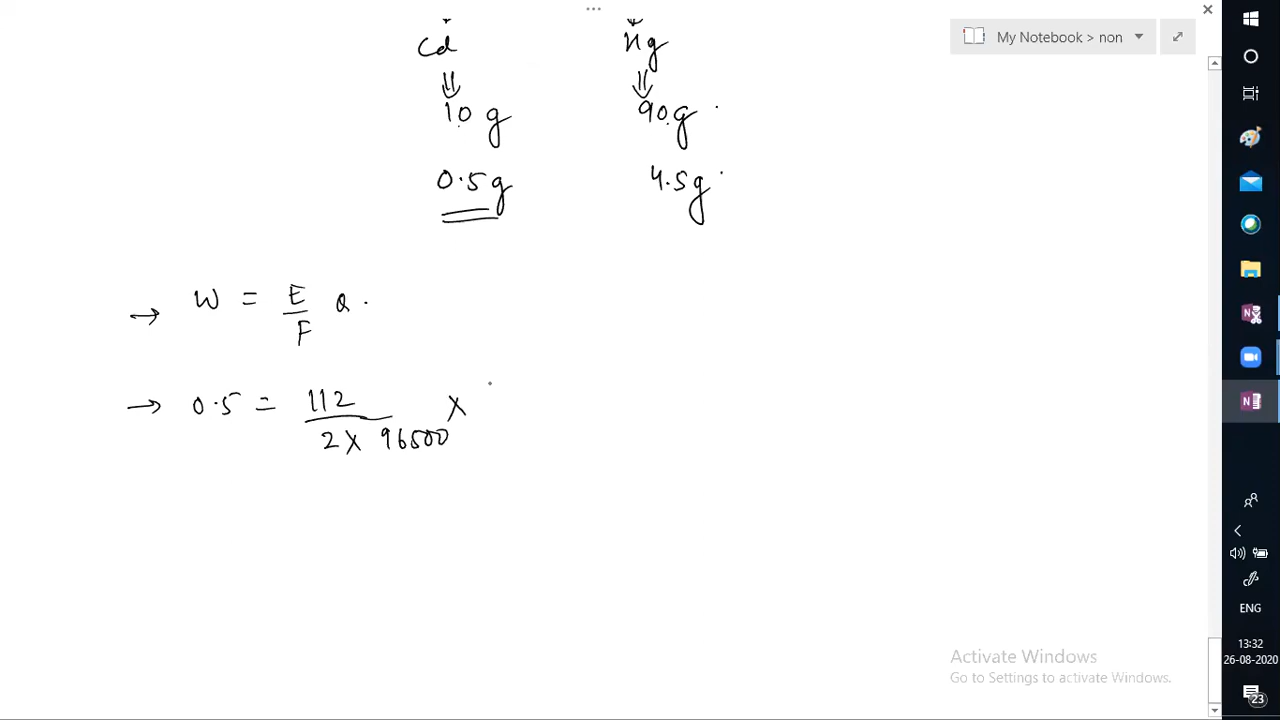 My Notebook > non
Cd Hg
10 g 90 g
0.5 g 4.5 g
→ W = E/F Q
→ 0.5 = 112/(2 X 96500) X
Activate Windows
Go to Settings to activate Windows.
ENG
13:32
26-08-2020
23